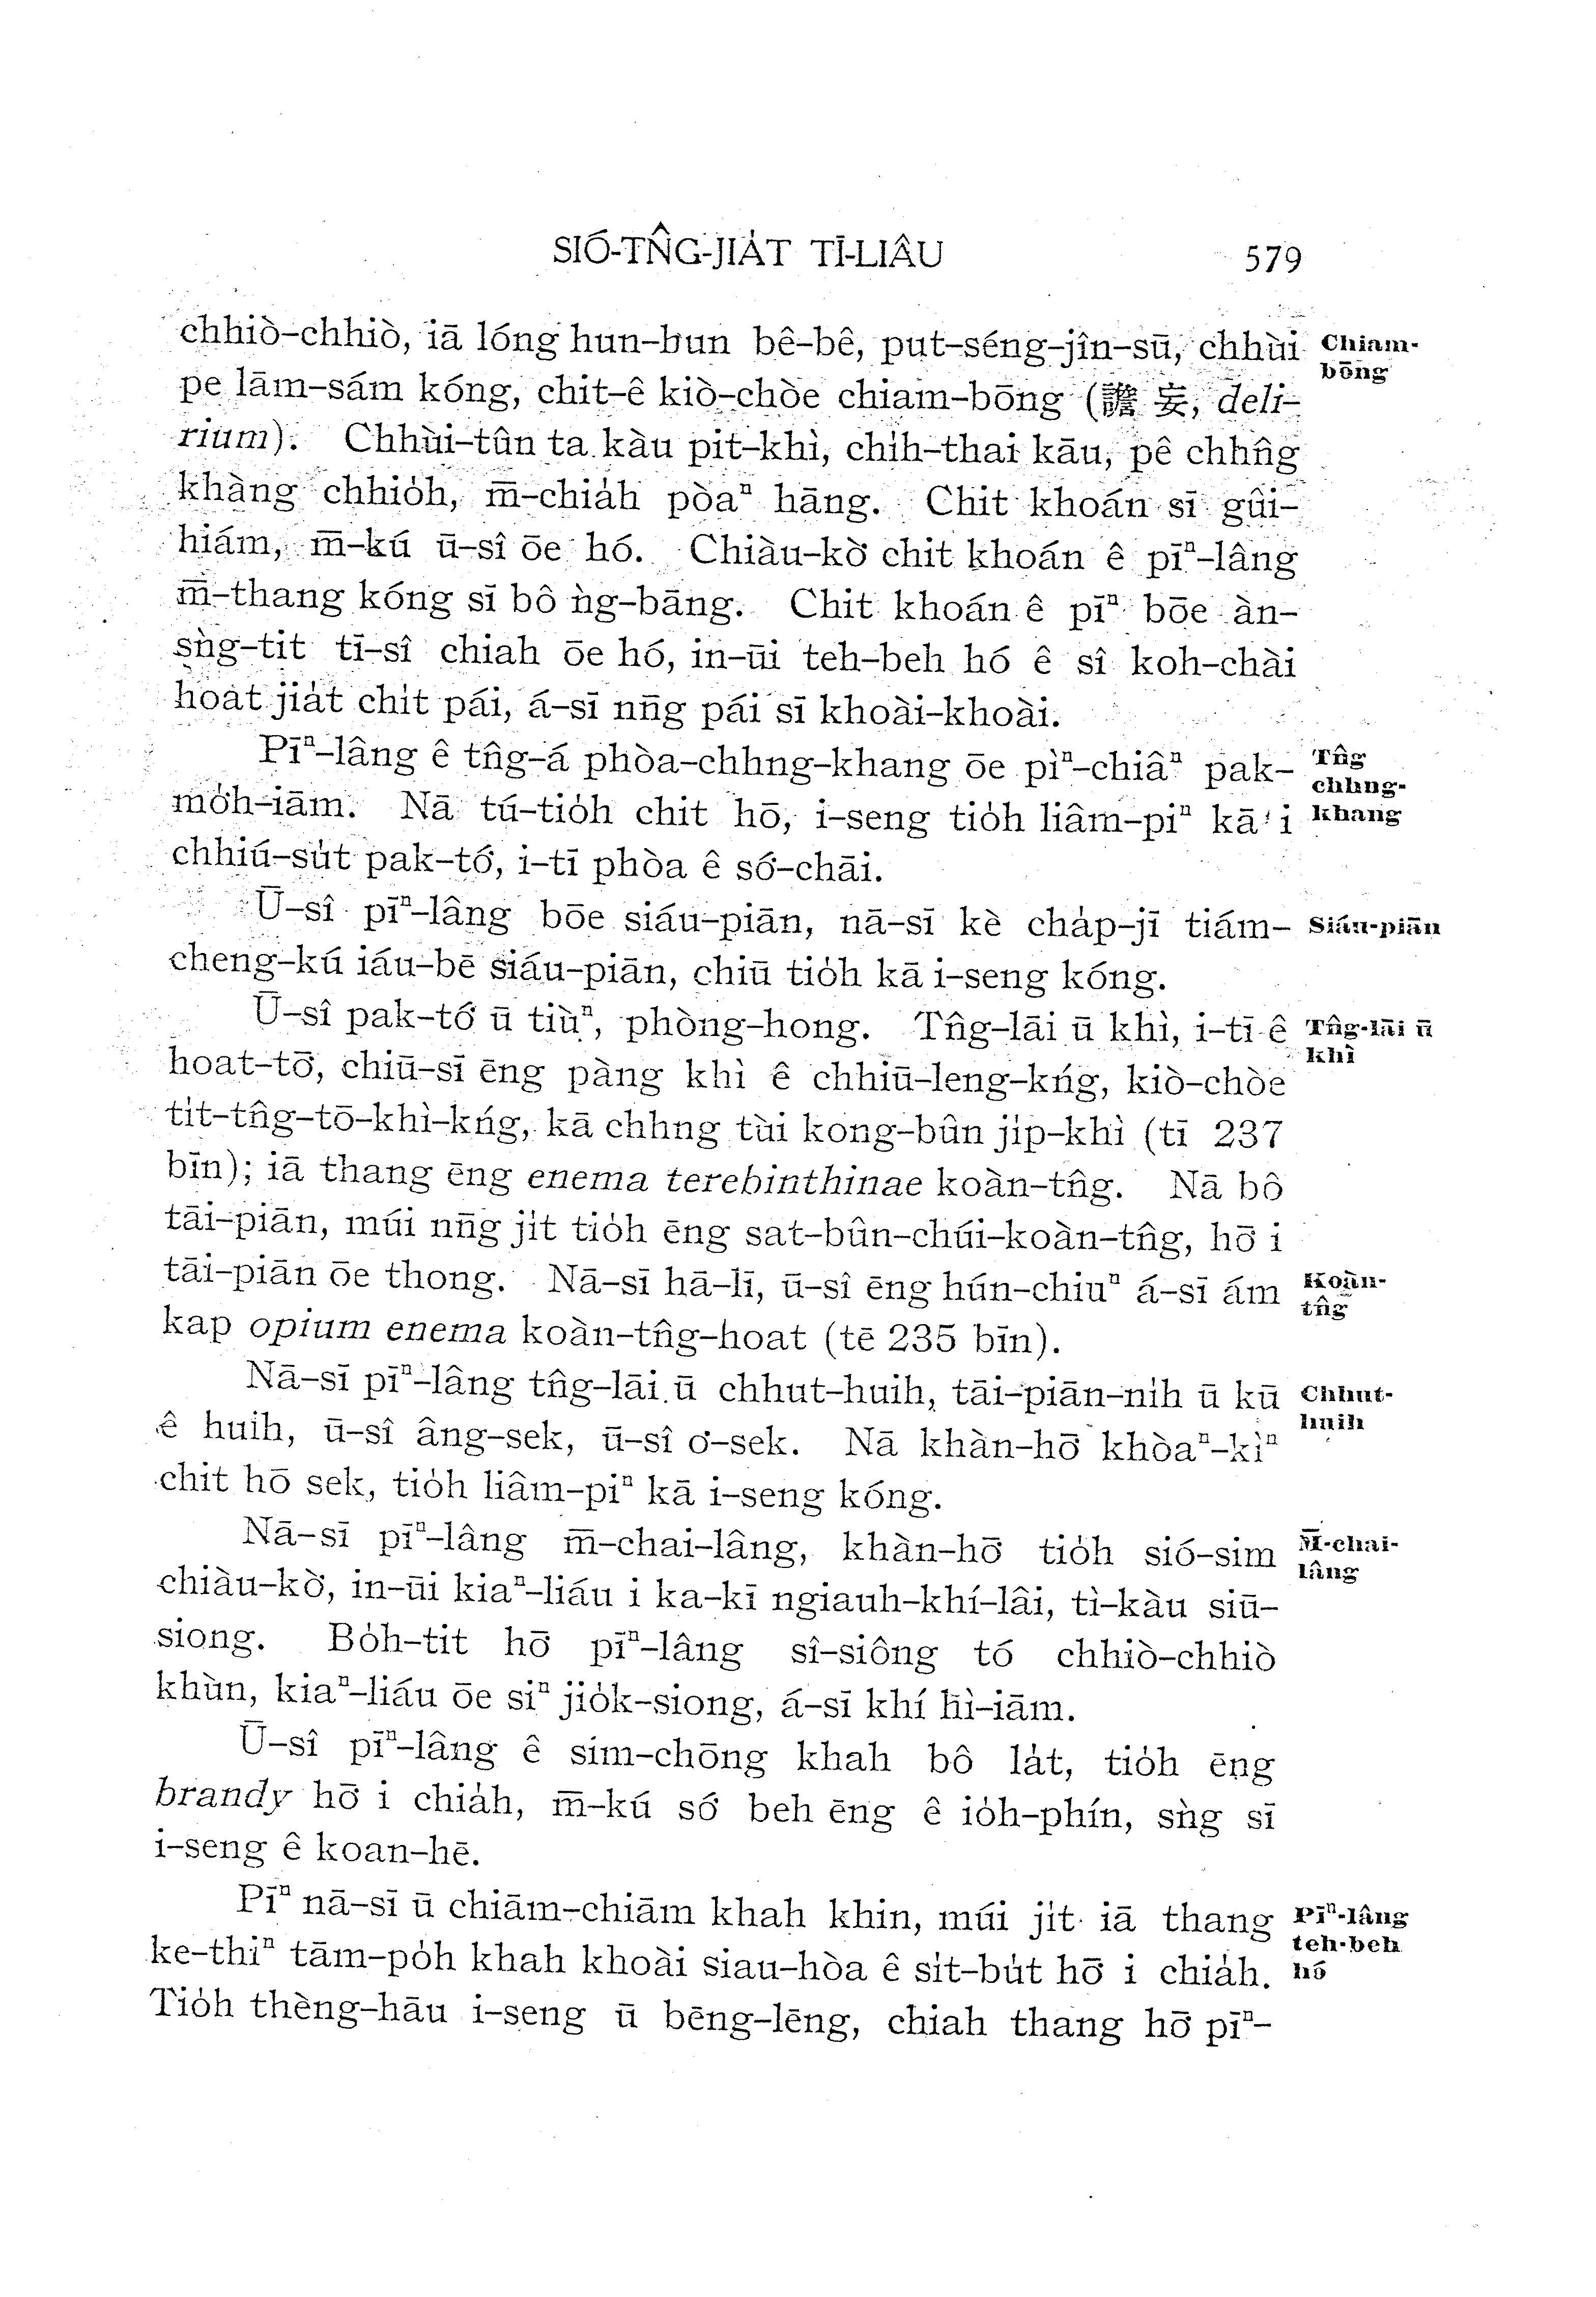 SIÓ-TN̂G-JIA̍T TĪ-LIÂU 579
chhiò-chhiò, iā lóng hun-hun bê-bê, put-séng-jîn-sū, chhùi
Chiam-
bōng
pe lām-sám kóng, chit-ê kiò-chòe chiam-bōng (譫妄, deli-
rium). Chhùi-tûn ta kàu pit-khì, chi̍h-thai kāu, pê chhn̂g
khàng chhio̍h, m̄-chia̍h pòaⁿ hāng. Chit khoán sī gûi-
hiám, m̄-kú ū-sî ōe hó. Chiàu-kò͘ chit khoán ê pīⁿ-lâng
m̄-thang kóng sī bô ǹg-bāng. Chit khoán ê pīⁿ bōe àn-
sǹg-tit tī-sî chiah ōe hó, in-ūi teh-beh hó ê sî koh-chài
hoat jia̍t chi̍t pái, á-sī nn̄g pái sī khoài-khoài.
Pīⁿ-lâng ê tn̂g-á phòa-chhng-khang ōe pìⁿ-chiâⁿ pak-
Tn̂g
chhng-
khang
mo̍͘h-iām. Nā tú-tio̍h chit hō, i-seng tio̍h liâm-piⁿ kā i
chhiú-su̍t pak-tó͘, i-tī phòa ê só͘-chāi.
Ū-sî pīⁿ-lâng bōe siáu-piān, nā-sī kè cha̍p-jī tiám-
Siáu-piān
cheng-kú iáu-bē siáu-piān, chiū tio̍h kā i-seng kóng.
Ū-sî pak-tó͘ ū tiùⁿ, phòng-hong. Tn̂g-lāi ū khì, i-tī ê
Tn̂g-lāi ū
khì
hoat-tō͘, chiū-sī ēng pàng khì ê chhiū-leng-kńg, kiò-chòe
ti̍t-tn̂g-tō-khì-kńg, kā chhng tùi kong-bûn ji̍p-khì (tī 237
bīn); iā thang ēng enema terebinthinae koàn-tn̂g. Nā bô
tāi-piān, múi nn̄g ji̍t tio̍h ēng sat-bûn-chúi-koàn-tn̂g, hō͘ i
tāi-piān ōe thong. Nā-sī hā-lī, ū-sî ēng hún-chiuⁿ á-sī ám
Koàn-
tn̂g
kap opium enema koàn-tn̂g-hoat (tē 235 bīn).
Nā-sī pīⁿ-lâng tn̂g-lāi ū chhut-huih, tāi-piān-ni̍h ū kū
Chhut-
huih
ê huih, ū-sî âng-sek, ū-sî o͘-sek. Nā khàn-hō͘ khòaⁿ-kìⁿ
chit hō sek, tio̍h liâm-piⁿ kā i-seng kóng.
Nā-sī pīⁿ-lâng m̄-chai-lâng, khàn-hō͘ tio̍h sió-sim
M̄-chai-
lâng
chiàu-kò͘, in-ūi kiaⁿ-liáu i ka-kī ngiauh-khí-lâi, tì-kàu siū-
siong. Bo̍h-tit hō͘ pīⁿ-lâng sî-siông tó chhiò-chhiò
khùn, kiaⁿ-liáu ōe siⁿ jio̍k-siong, á-sī khí hì-iām.
Ū-sî pīⁿ-lâng ê sim-chōng khah bô la̍t, tio̍h ēng
brandy hō͘ i chia̍h, m̄-kú só͘ beh ēng ê io̍h-phín, sǹg sī
i-seng ê koan-hē.
Pīⁿ nā-sī ū chiām-chiām khah khin, múi ji̍t iā thang
Pīⁿ-lâng
teh-beh
hó
ke-thiⁿ tām-po̍h khah khoài siau-hòa ê si̍t-bu̍t hō͘ i chia̍h.
Tio̍h thèng-hāu i-seng ū bēng-lēng, chiah thang hō͘ pīⁿ-